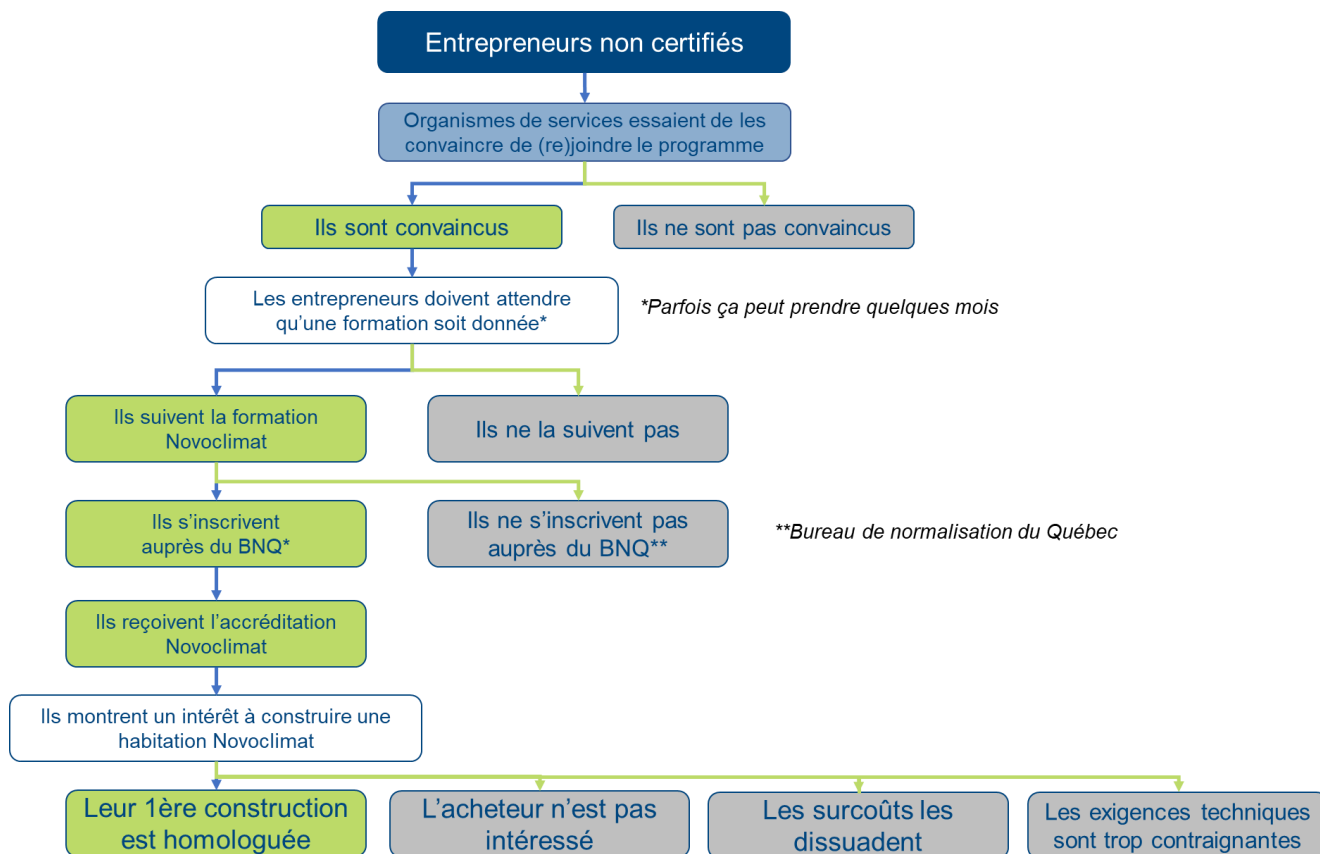 Entrepreneurs non certifiés
Organismes de services essaient de les
convaincre de (re)joindre le programme
Ils sont convaincus
Ils ne sont pas convaincus
Les entrepreneurs doivent attendre
qu'une formation soit donnée*
*Parfois ça peut prendre quelques mois
Ils suivent la formation
Novoclimat
Ils ne la suivent pas
Ils s'inscrivent
auprès du BNQ*
Ils ne s'inscrivent pas
auprès du BNQ**
**Bureau de normalisation du Québec
Ils reçoivent l'accréditation
Novoclimat
Ils montrent un intérêt à construire une
habitation Novoclimat
Leur 1ère construction
est homologuée
L'acheteur n'est pas
intéressé
Les surcoûts les
dissuadent
Les exigences techniques
sont trop contraignantes